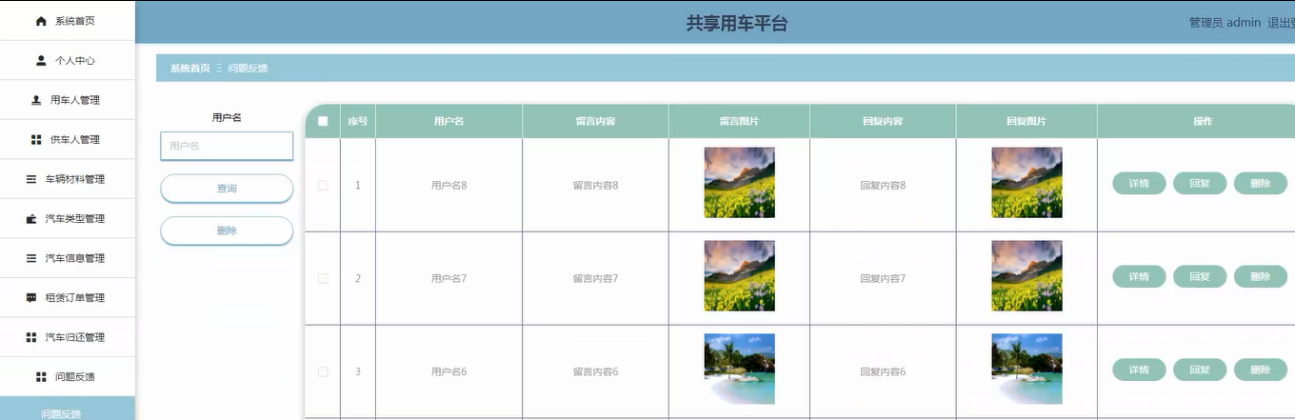 系统首页
共享用车平台
管理员 admin 退出
个人中心
系统首页 Ξ 问题反馈
用车人管理
供车人管理
车辆材料管理
汽车类型管理
汽车信息管理
租赁订单管理
汽车归还管理
问题反馈
问题反馈
用户名
用户名
查询
删除
序号 用户名 留言内容 留言图片 回复内容 回复图片 操作
1 用户名8 留言内容8 回复内容8 详情 回复 删除
2 用户名7 留言内容7 回复内容7 详情 回复 删除
3 用户名6 留言内容6 回复内容6 详情 回复 删除